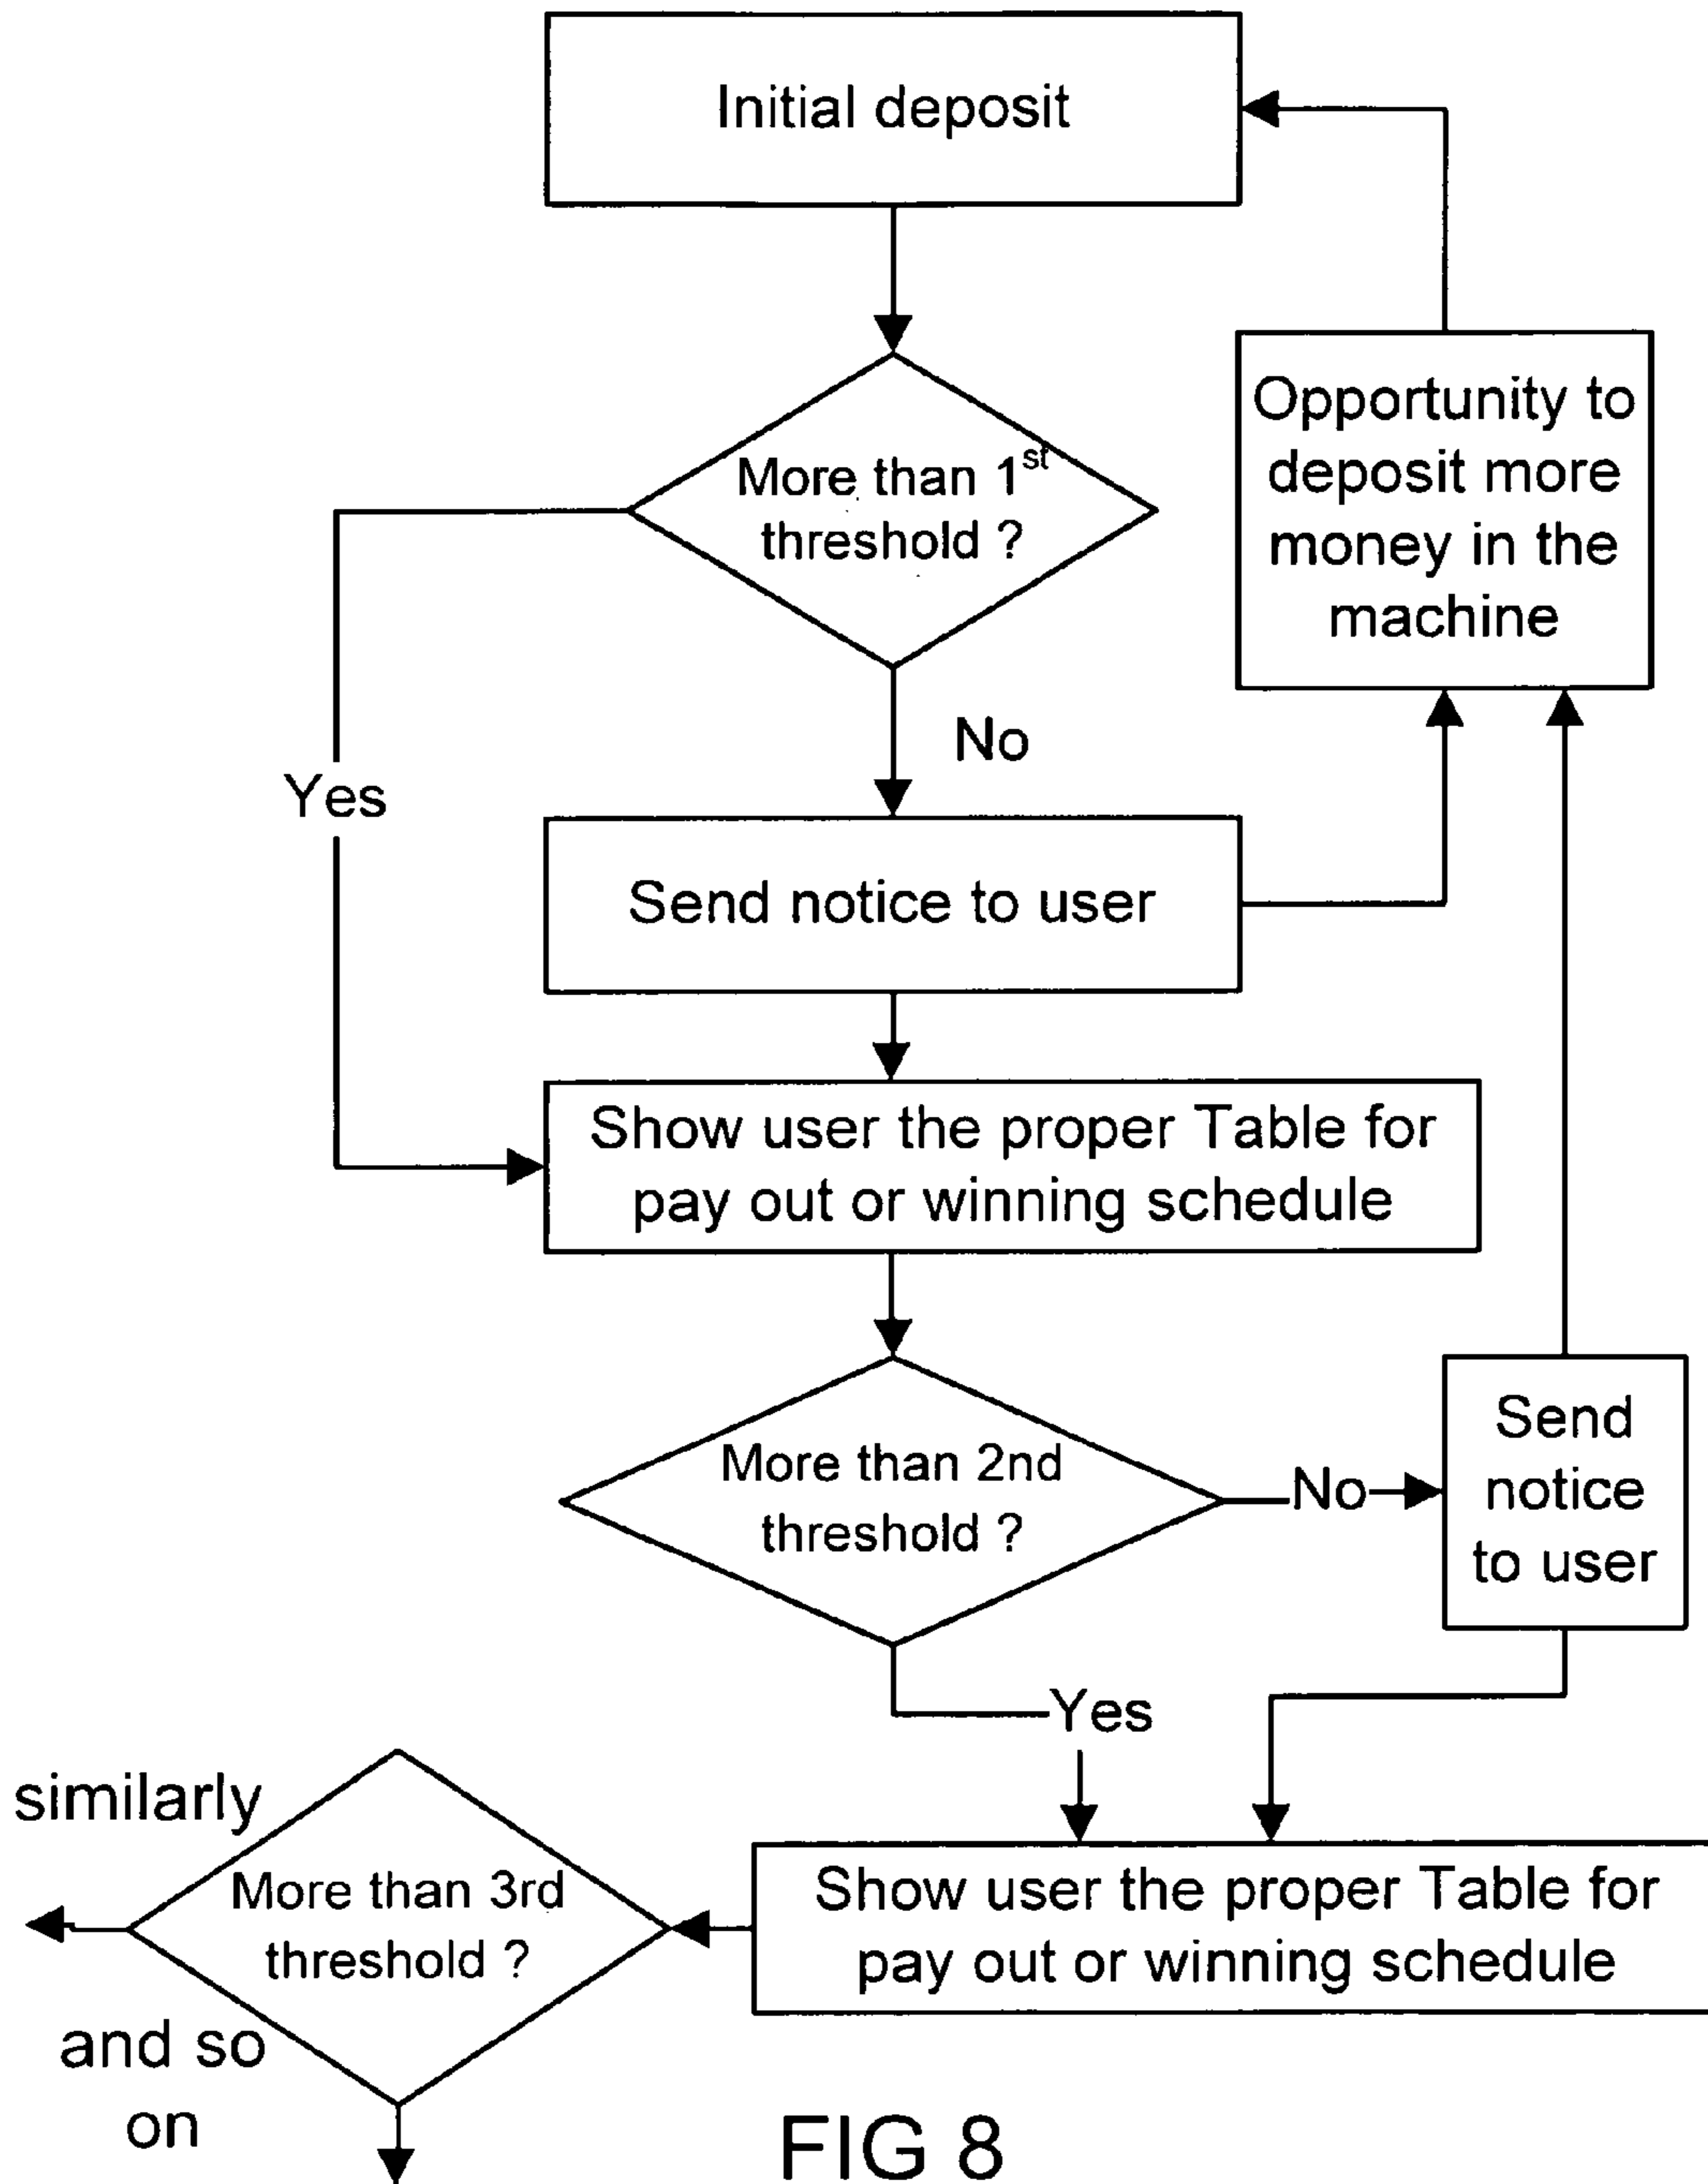 Initial deposit
Opportunity to
deposit more
money in the
machine
More than 1st
threshold ?
No
Yes
Send notice to user
Show user the proper Table for
pay out or winning schedule
More than 2nd
threshold ?
No
Send
notice
to user
Yes
similarly
More than 3rd
threshold ?
Show user the proper Table for
pay out or winning schedule
and so
on
FIG 8